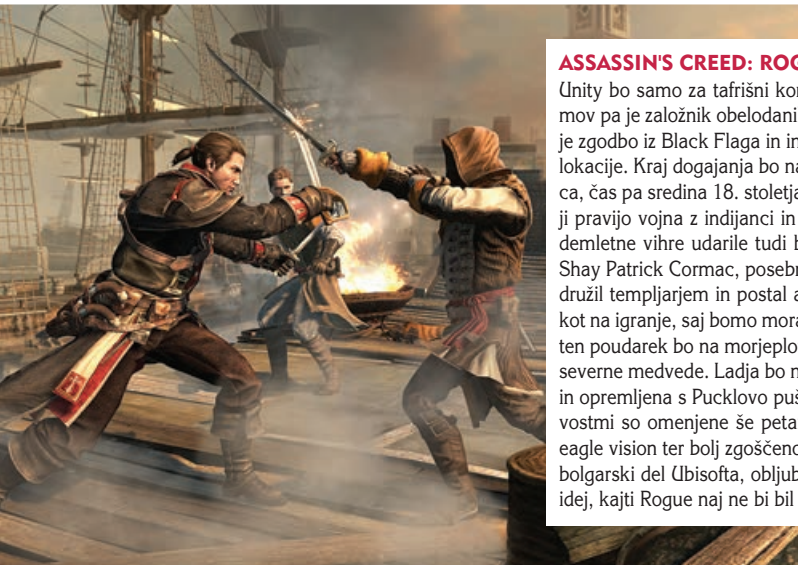 ASSASSIN'S CREED: ROG
Unity bo samo za tafrišni kon
mov pa je založnik obelodani
je zgodbo iz Black Flaga in in
lokacije. Kraj dogajanja bo na
ca, čas pa sredina 18. stoletja
ji pravijo vojna z indijanci in
demletne vihre udarile tudi b
Shay Patrick Cormac, posebn
družil templjarjem in postal a
kot na igranje, saj bomo mora
ten poudarek bo na morjeplo
severne medvede. Ladja bo n
in opremljena s Pucklovo puš
vostmi so omenjene še peta
eagle vision ter bolj zgoščeno
bolgarski del Ubisofta, obljub
idej, kajti Rogue naj ne bi bil